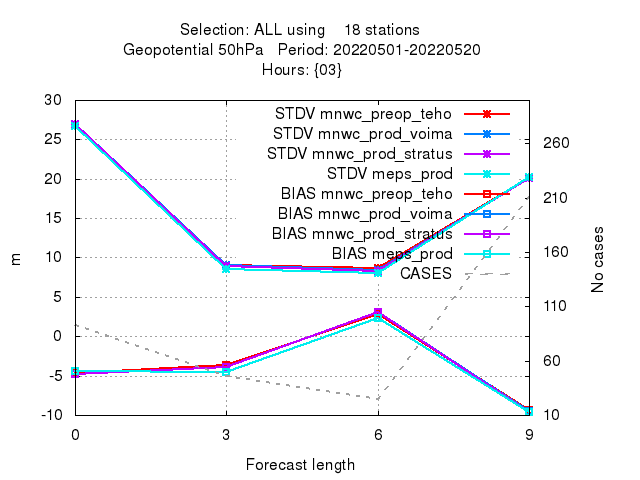 Selection: ALL using 18 stations
Geopotential 50hPa Period: 20220501-20220520
Hours: {03}
30
25
20
15
10
5
0
-5
-10
m
STDV mnwc_preop_teho
STDV mnwc_prod_voima
STDV mnwc_prod_stratus
STDV meps_prod
BIAS mnwc_preop_teho
BIAS mnwc_prod_voima
BIAS mnwc_prod_stratus
BIAS meps_prod
CASES
260
210
160
110
60
10
No cases
0 3 6 9
Forecast length